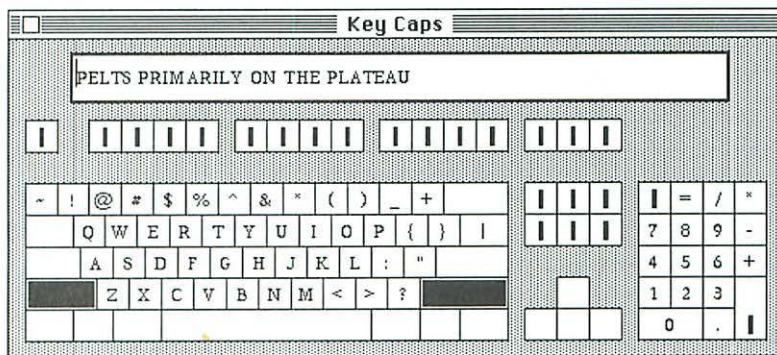 Key Caps
PELTS PRIMARILY ON THE PLATEAU
~ ! @ # $ % ^ & * ( ) _ +
= / *
Q W E R T Y U I O P { } |
7 8 9 -
A S D F G H J K L : "
4 5 6 +
Z X C V B N M < > ?
1 2 3
0 .